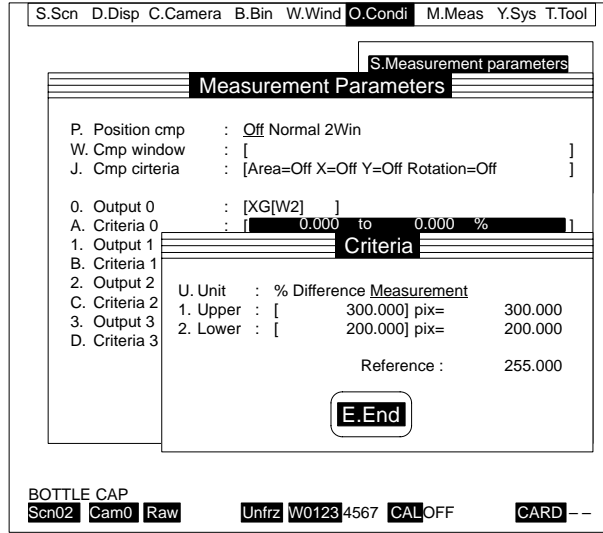 S.Scn D.Disp C.Camera B.Bin W.Wind O.Condi M.Meas Y.Sys T.Tool
S.Measurement parameters
Measurement Parameters
P. Position cmp : Off Normal 2Win
W. Cmp window : [ ]
J. Cmp cirteria : [Area=Off X=Off Y=Off Rotation=Off ]
0. Output 0 : [XG[W2] ]
A. Criteria 0 : [ 0.000 to 0.000 % ]
1. Output 1
B. Criteria 1
2. Output 2
C. Criteria 2
3. Output 3
D. Criteria 3
Criteria
U. Unit : % Difference Measurement
1. Upper : [ 300.000] pix= 300.000
2. Lower : [ 200.000] pix= 200.000
Reference : 255.000
E.End
BOTTLE CAP
Scn02 Cam0 Raw Unfrz W0123 4567 CALOFF CARD – –